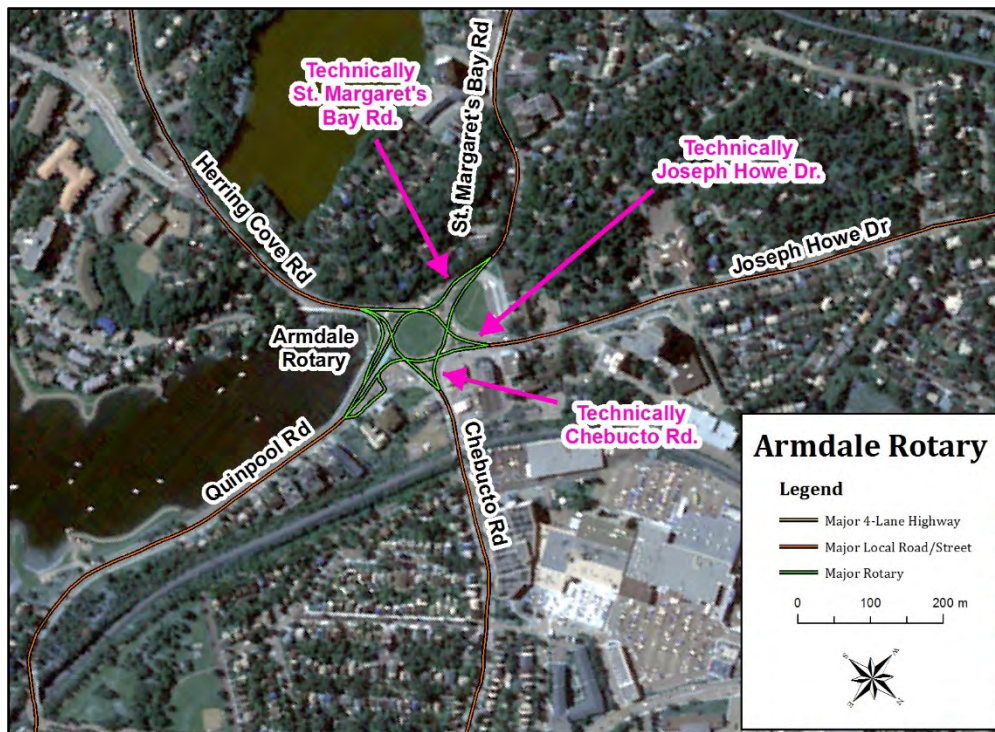 Technically
St. Margaret's
Bay Rd.
St. Margaret's Bay Rd
Technically
Joseph Howe Dr.
Herring Cove Rd
Joseph Howe Dr
Armdale
Rotary
Technically
Chebucto Rd.
Quinpool Rd
Chebucto Rd
Armdale Rotary
Legend
Major 4-Lane Highway
Major Local Road/Street
Major Rotary
0 100 200 m
S W
E N